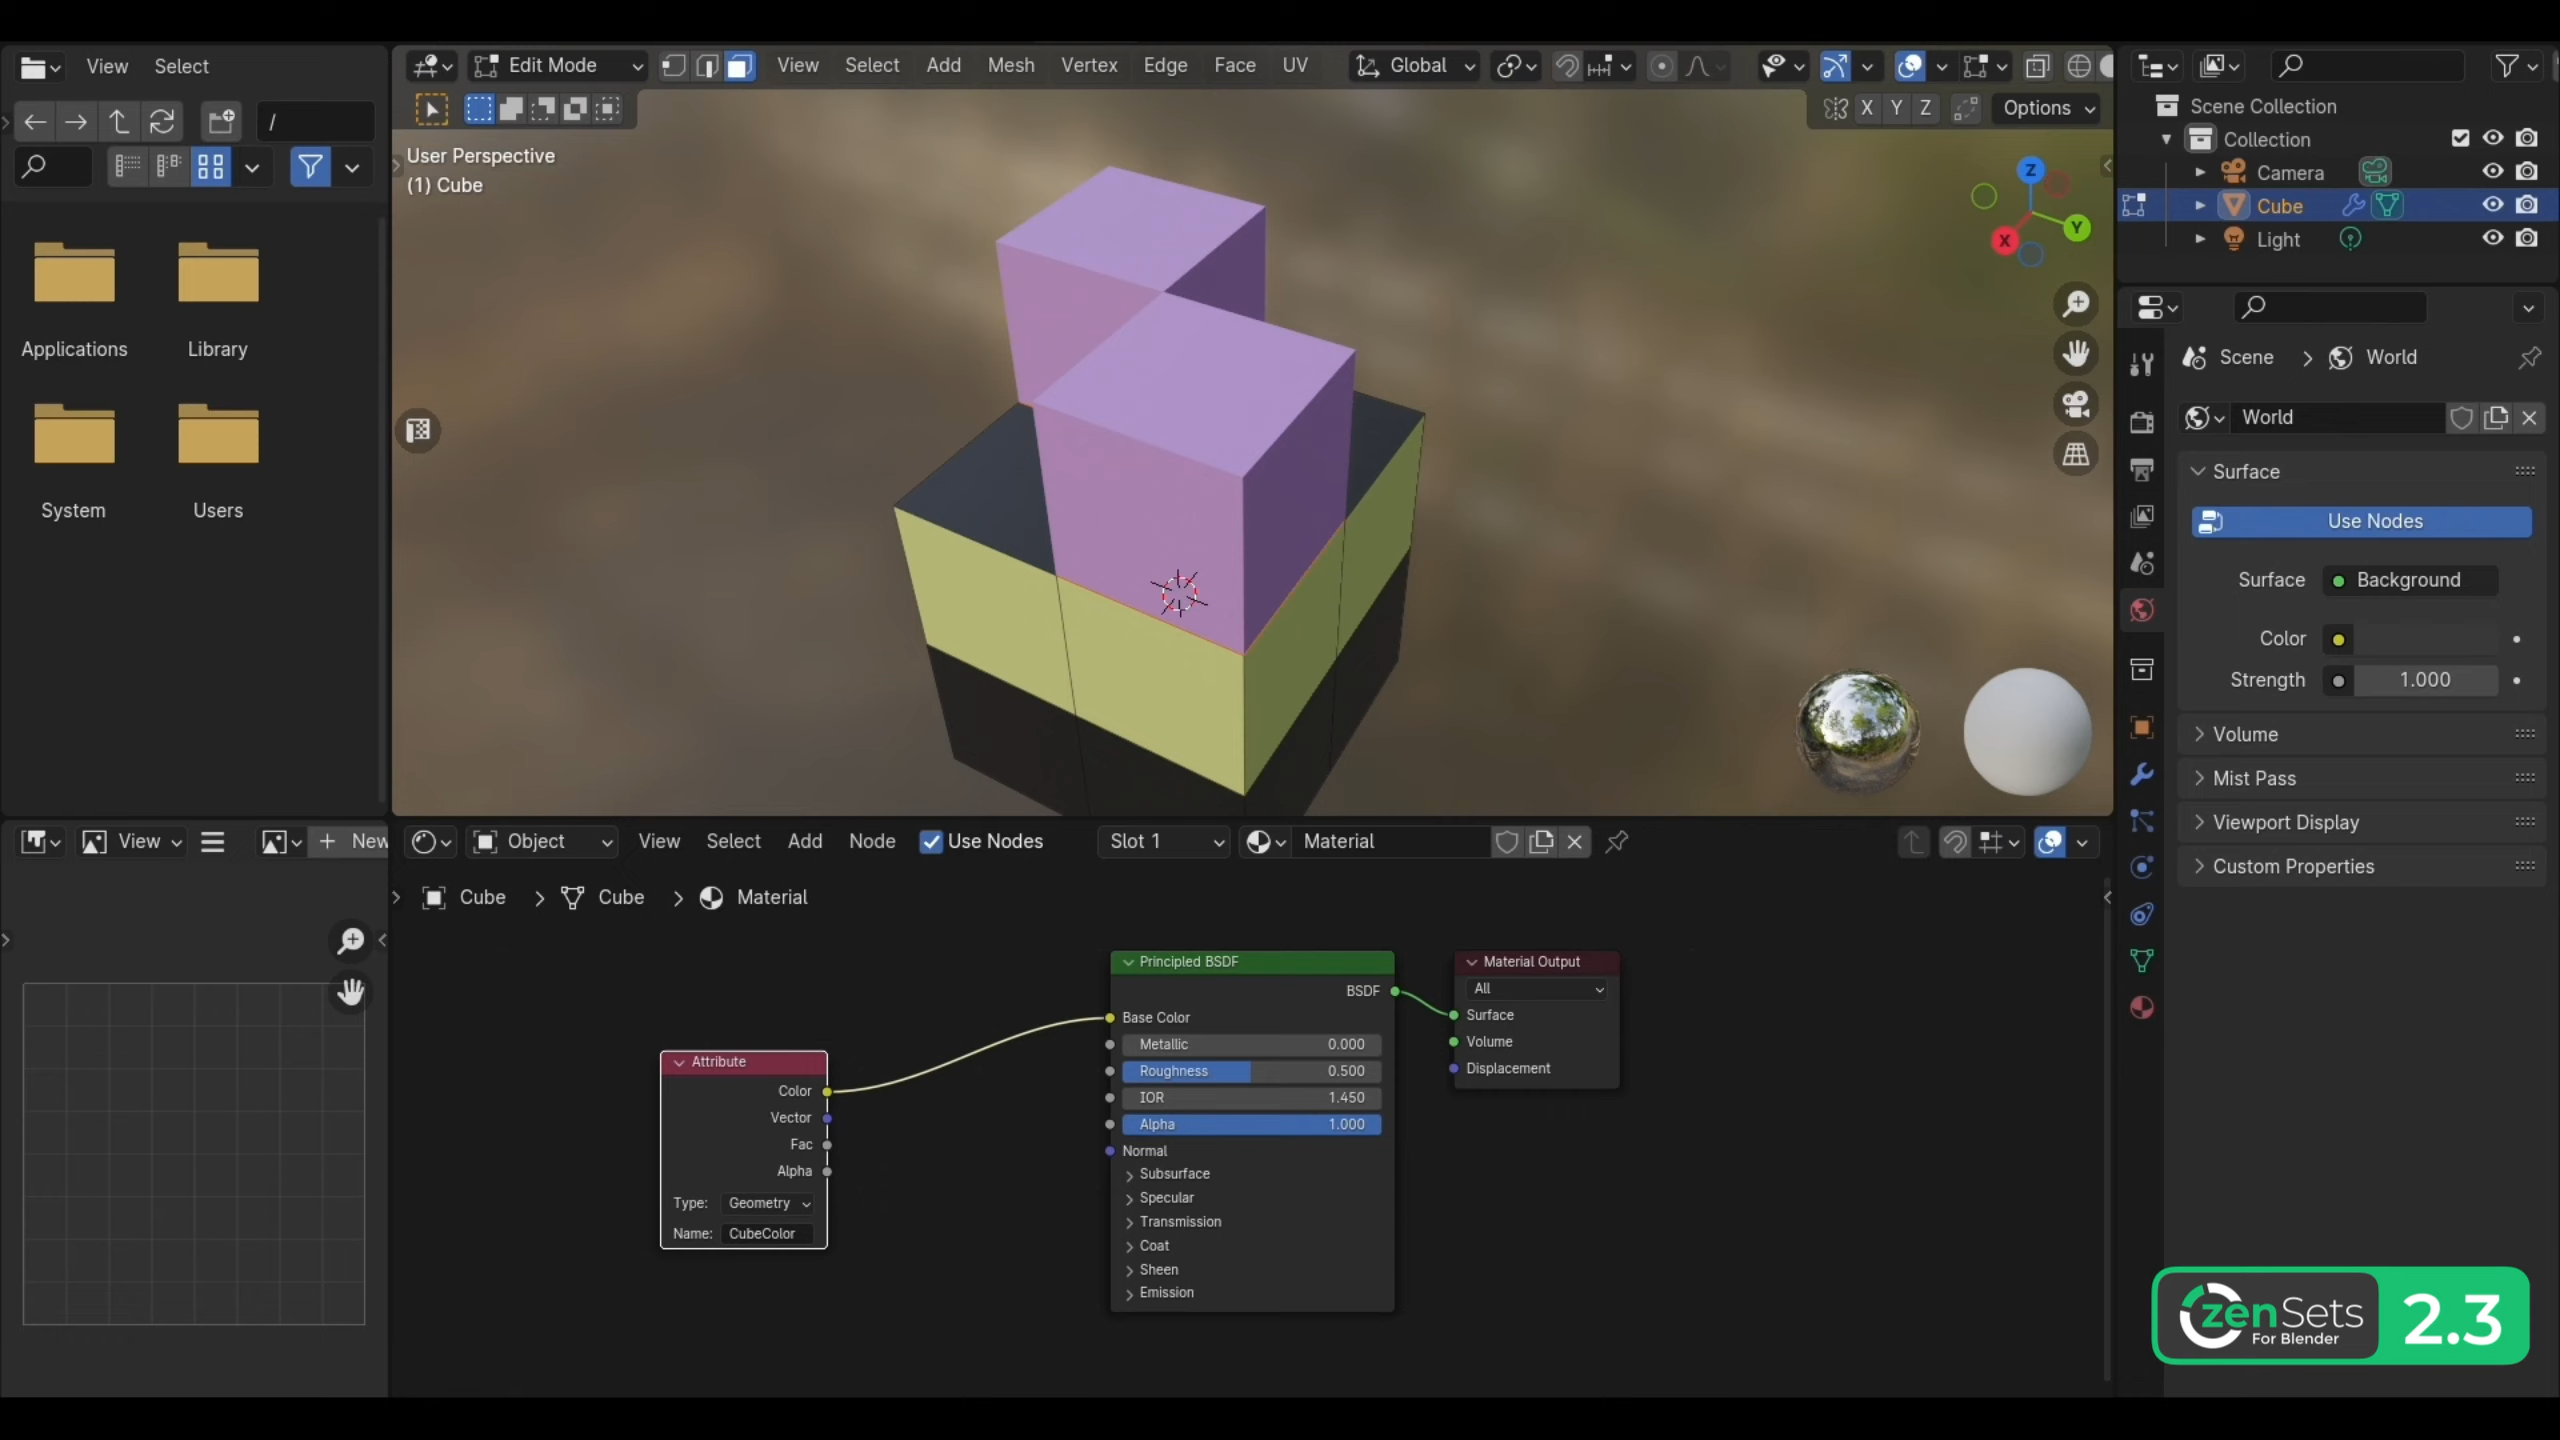 View Select
/
Applications Library
System Users
Edit Mode View Select Add Mesh Vertex Edge Face UV Global
X Y Z Options
User Perspective
(1) Cube
Z
Y
X
Scene Collection
Collection
Camera
Cube
Light
Scene > World
World
Surface
Use Nodes
Surface Background
Color
Strength 1.000
Volume
Mist Pass
Viewport Display
Custom Properties
View + New
Object View Select Add Node Use Nodes Slot 1 Material
Cube > Cube > Material
Attribute
Color
Vector
Fac
Alpha
Type: Geometry
Name: CubeColor
Principled BSDF
BSDF
Base Color
Metallic 0.000
Roughness 0.500
IOR 1.450
Alpha 1.000
Normal
Subsurface
Specular
Transmission
Coat
Sheen
Emission
Material Output
All
Surface
Volume
Displacement
zen Sets 2.3
For Blender